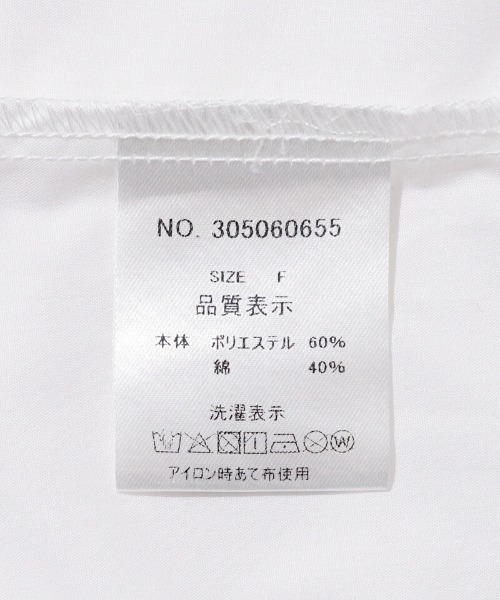 NO. 305060655
SIZE F
品質表示
本体 ポリエステル 60%
綿 40%
洗濯表示
W
アイロン時あて布使用